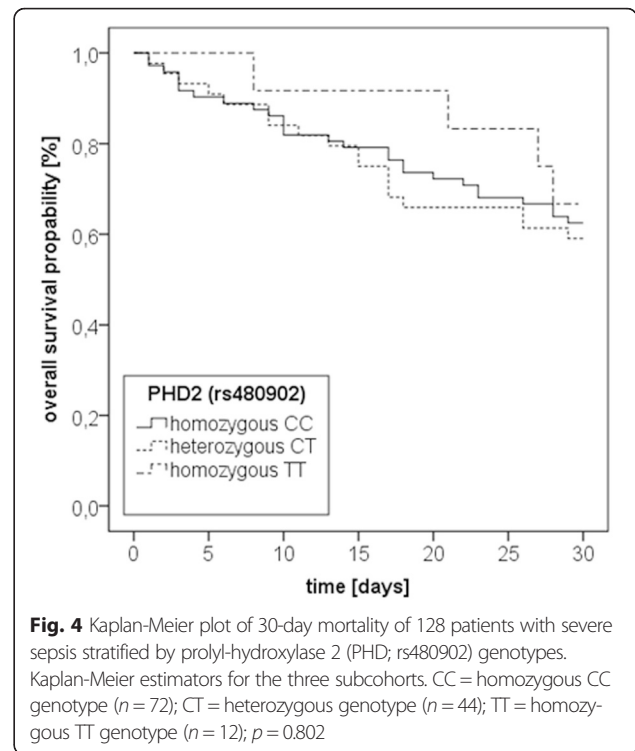 1,0
0,8
0,6
0,4
0,2
0,0
overall survival propability [%]
PHD2 (rs480902)
homozygous CC
heterozygous CT
homozygous TT
0 5 10 15 20 25 30
time [days]
Fig. 4 Kaplan-Meier plot of 30-day mortality of 128 patients with severe
sepsis stratified by prolyl-hydroxylase 2 (PHD; rs480902) genotypes.
Kaplan-Meier estimators for the three subcohorts. CC = homozygous CC
genotype (n = 72); CT = heterozygous genotype (n = 44); TT = homozy-
gous TT genotype (n = 12); p = 0.802